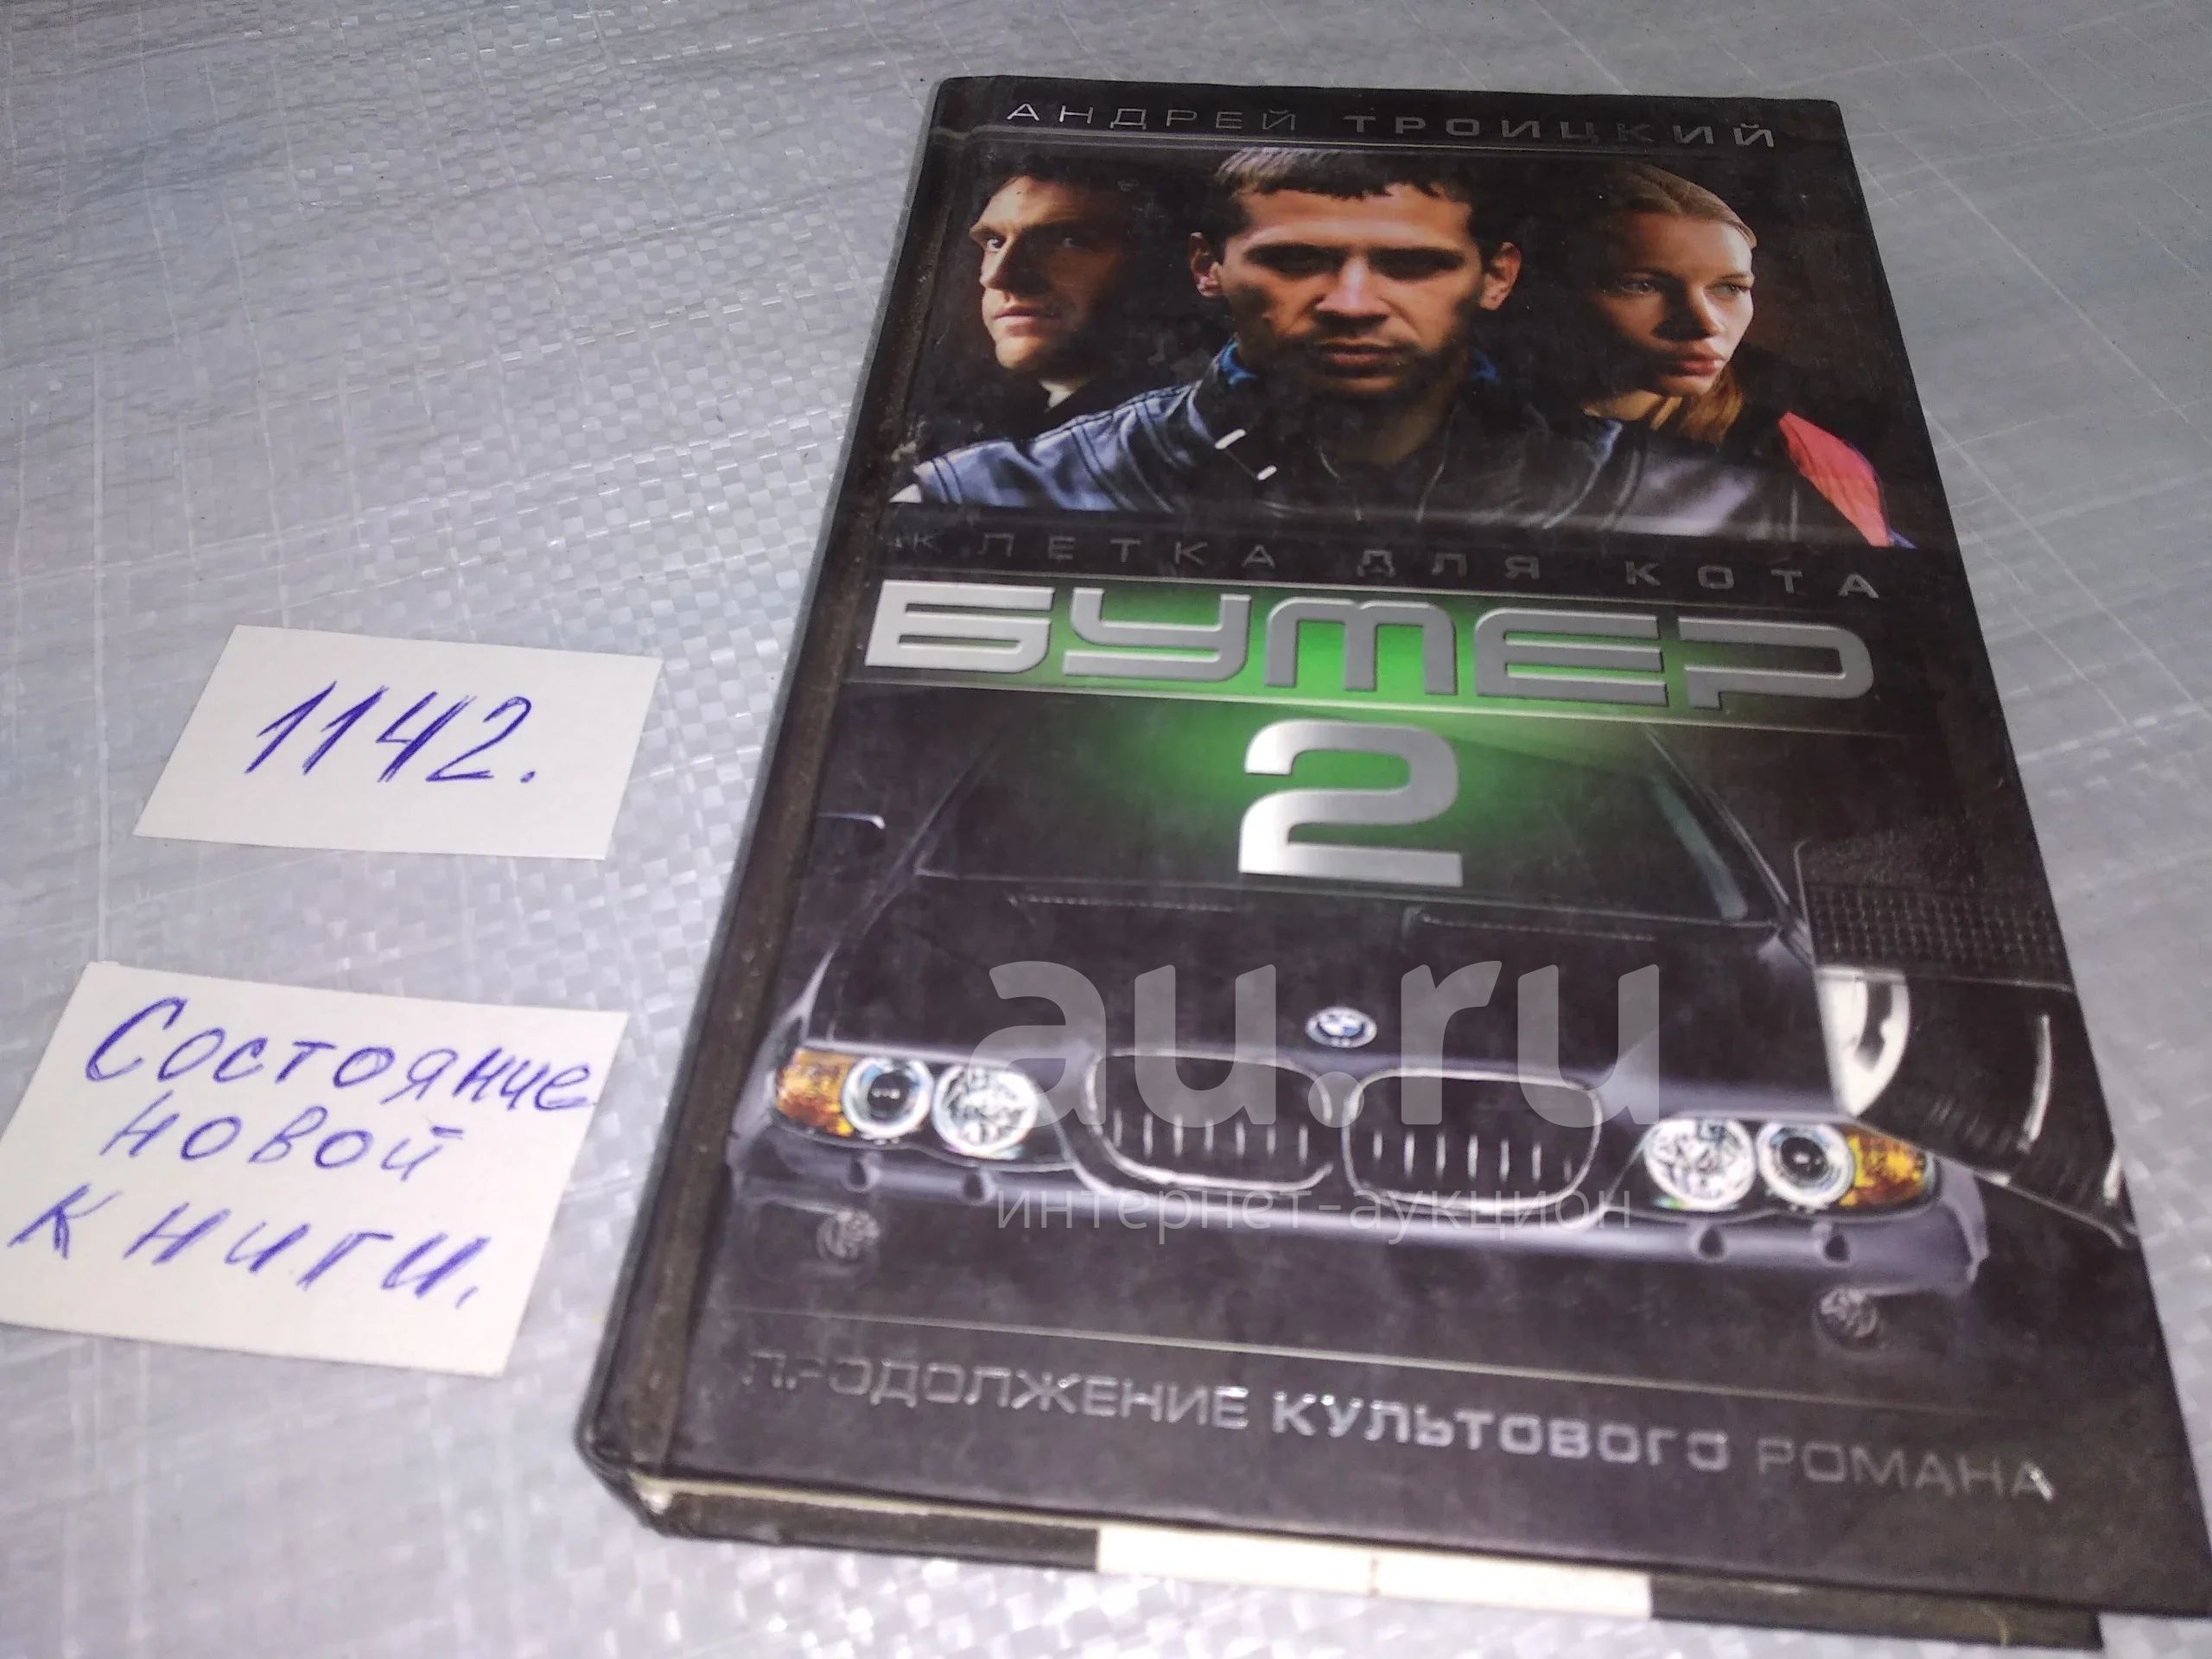 АНДРЕЙ ТРОИЦКИЙ
КЛЕТКА ДЛЯ КОТА
БУМЕР
2
ПРОДОЛЖЕНИЕ КУЛЬТОВОГО РОМАНА
1142.
Состояние
новой
книги.
au.ru
интернет-аукцион